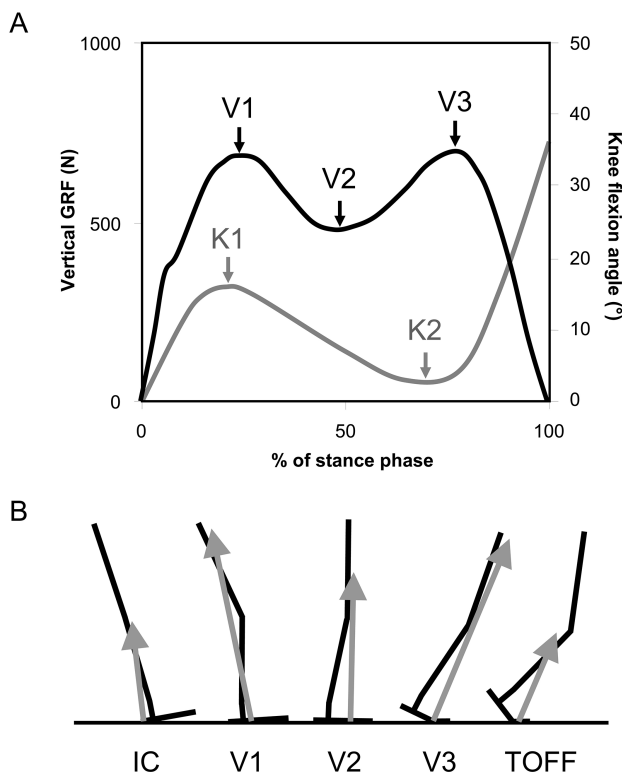 A
1000
500
0
Vertical GRF (N)
V1
V2
V3
K1
K2
50
40
30
20
10
0
Knee flexion angle (°)
0 50 100
% of stance phase
B
IC V1 V2 V3 TOFF